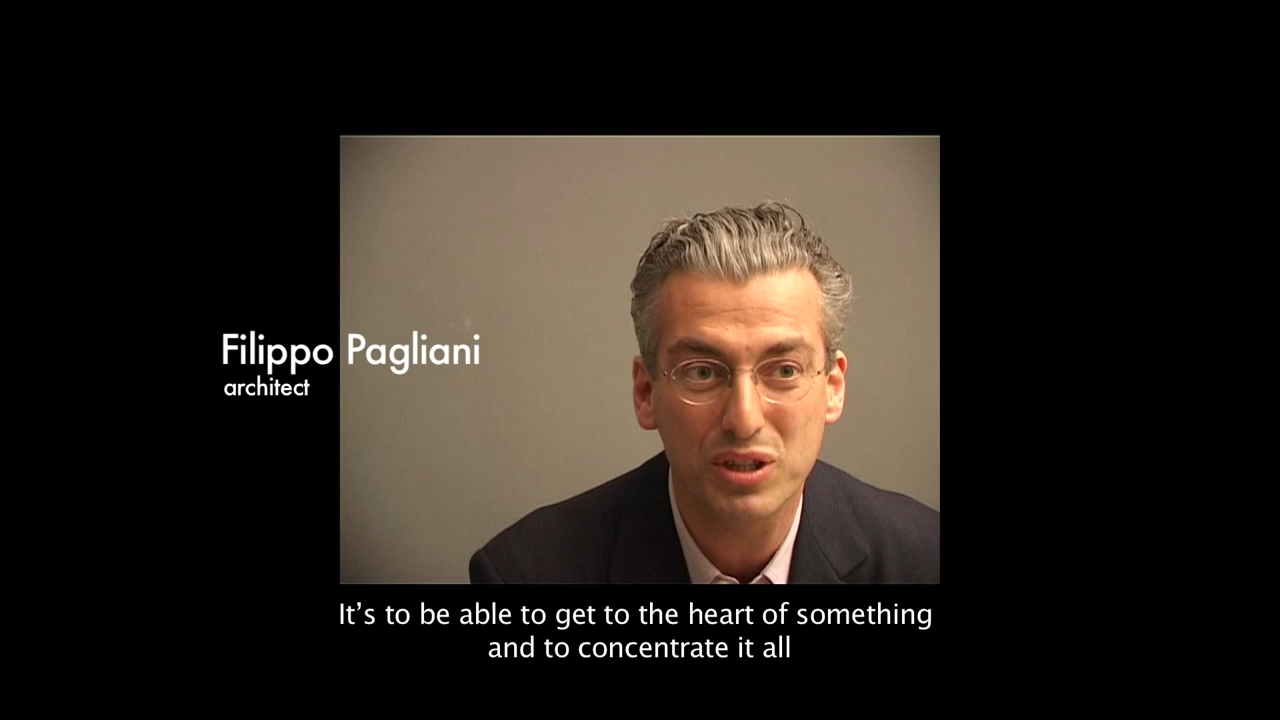 Filippo Pagliani
architect
It's to be able to get to the heart of something
and to concentrate it all